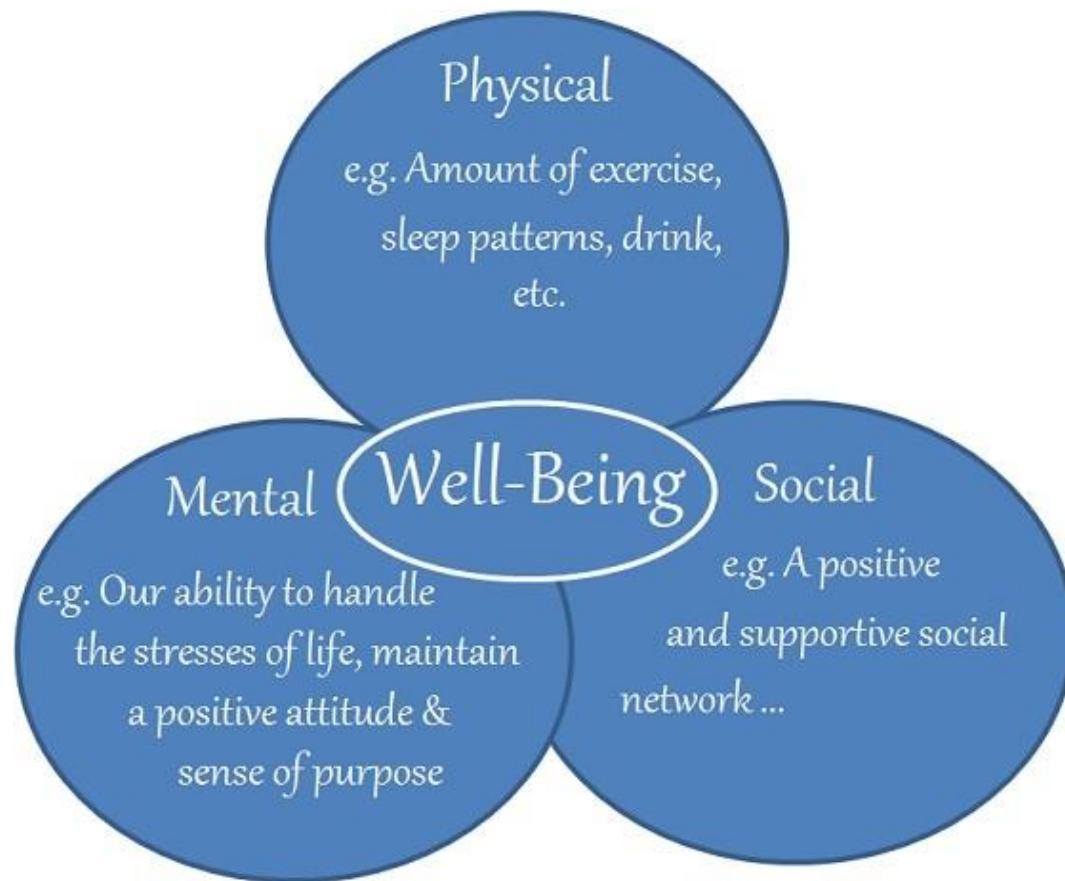 Physical
e.g. Amount of exercise,
sleep patterns, drink,
etc.
Well-Being
Mental
e.g. Our ability to handle
the stresses of life, maintain
a positive attitude &
sense of purpose
Social
e.g. A positive
and supportive social
network ...